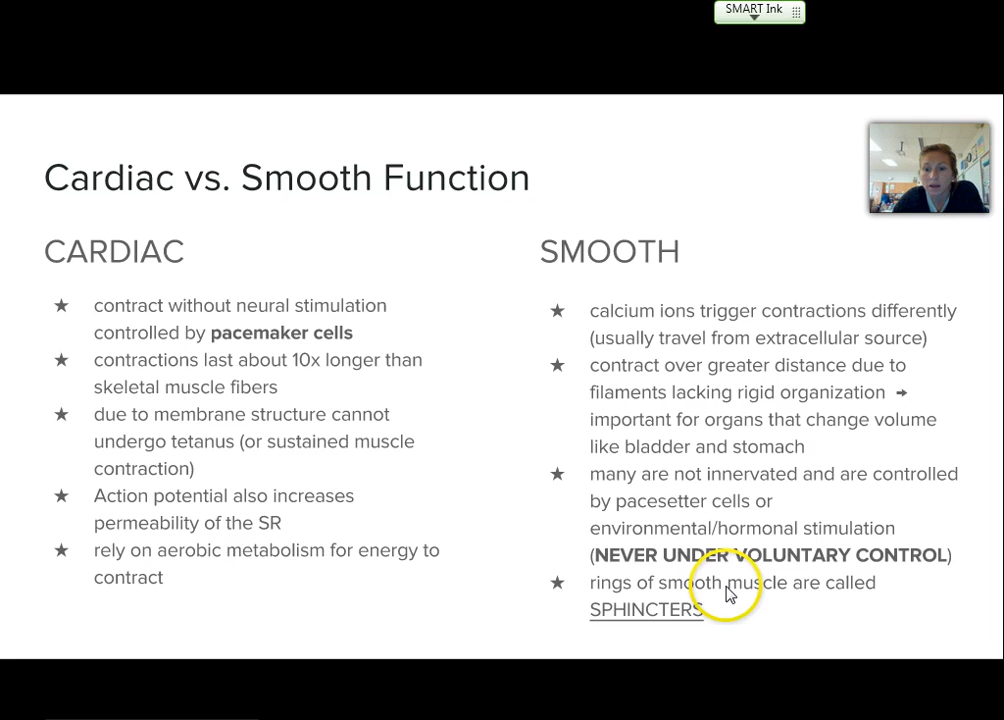 SMART Ink
Cardiac vs. Smooth Function
CARDIAC
★ contract without neural stimulation
controlled by pacemaker cells
★ contractions last about 10x longer than
skeletal muscle fibers
★ due to membrane structure cannot
undergo tetanus (or sustained muscle
contraction)
★ Action potential also increases
permeability of the SR
★ rely on aerobic metabolism for energy to
contract
SMOOTH
★ calcium ions trigger contractions differently
(usually travel from extracellular source)
★ contract over greater distance due to
filaments lacking rigid organization →
important for organs that change volume
like bladder and stomach
★ many are not innervated and are controlled
by pacesetter cells or
environmental/hormonal stimulation
(NEVER UNDER VOLUNTARY CONTROL)
★ rings of smooth muscle are called
SPHINCTERS